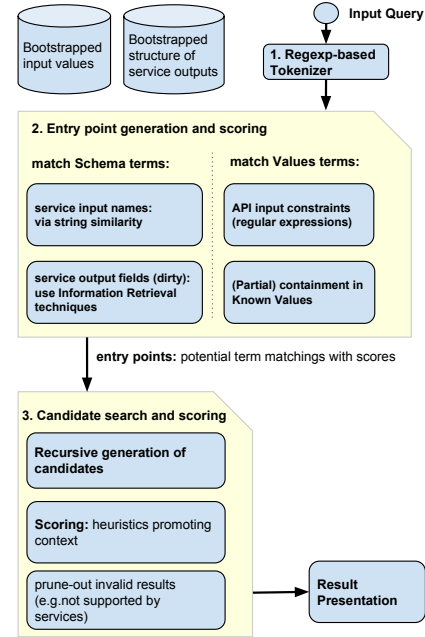 Input Query
Bootstrapped
input values
Bootstrapped
structure of
service outputs
1. Regexp-based
Tokenizer
2. Entry point generation and scoring
match Schema terms:
match Values terms:
service input names:
via string similarity
API input constraints
(regular expressions)
service output fields (dirty):
use Information Retrieval
techniques
(Partial) containment in
Known Values
entry points: potential term matchings with scores
3. Candidate search and scoring
Recursive generation of
candidates
Scoring: heuristics promoting
context
prune-out invalid results
(e.g.not supported by
services)
Result
Presentation